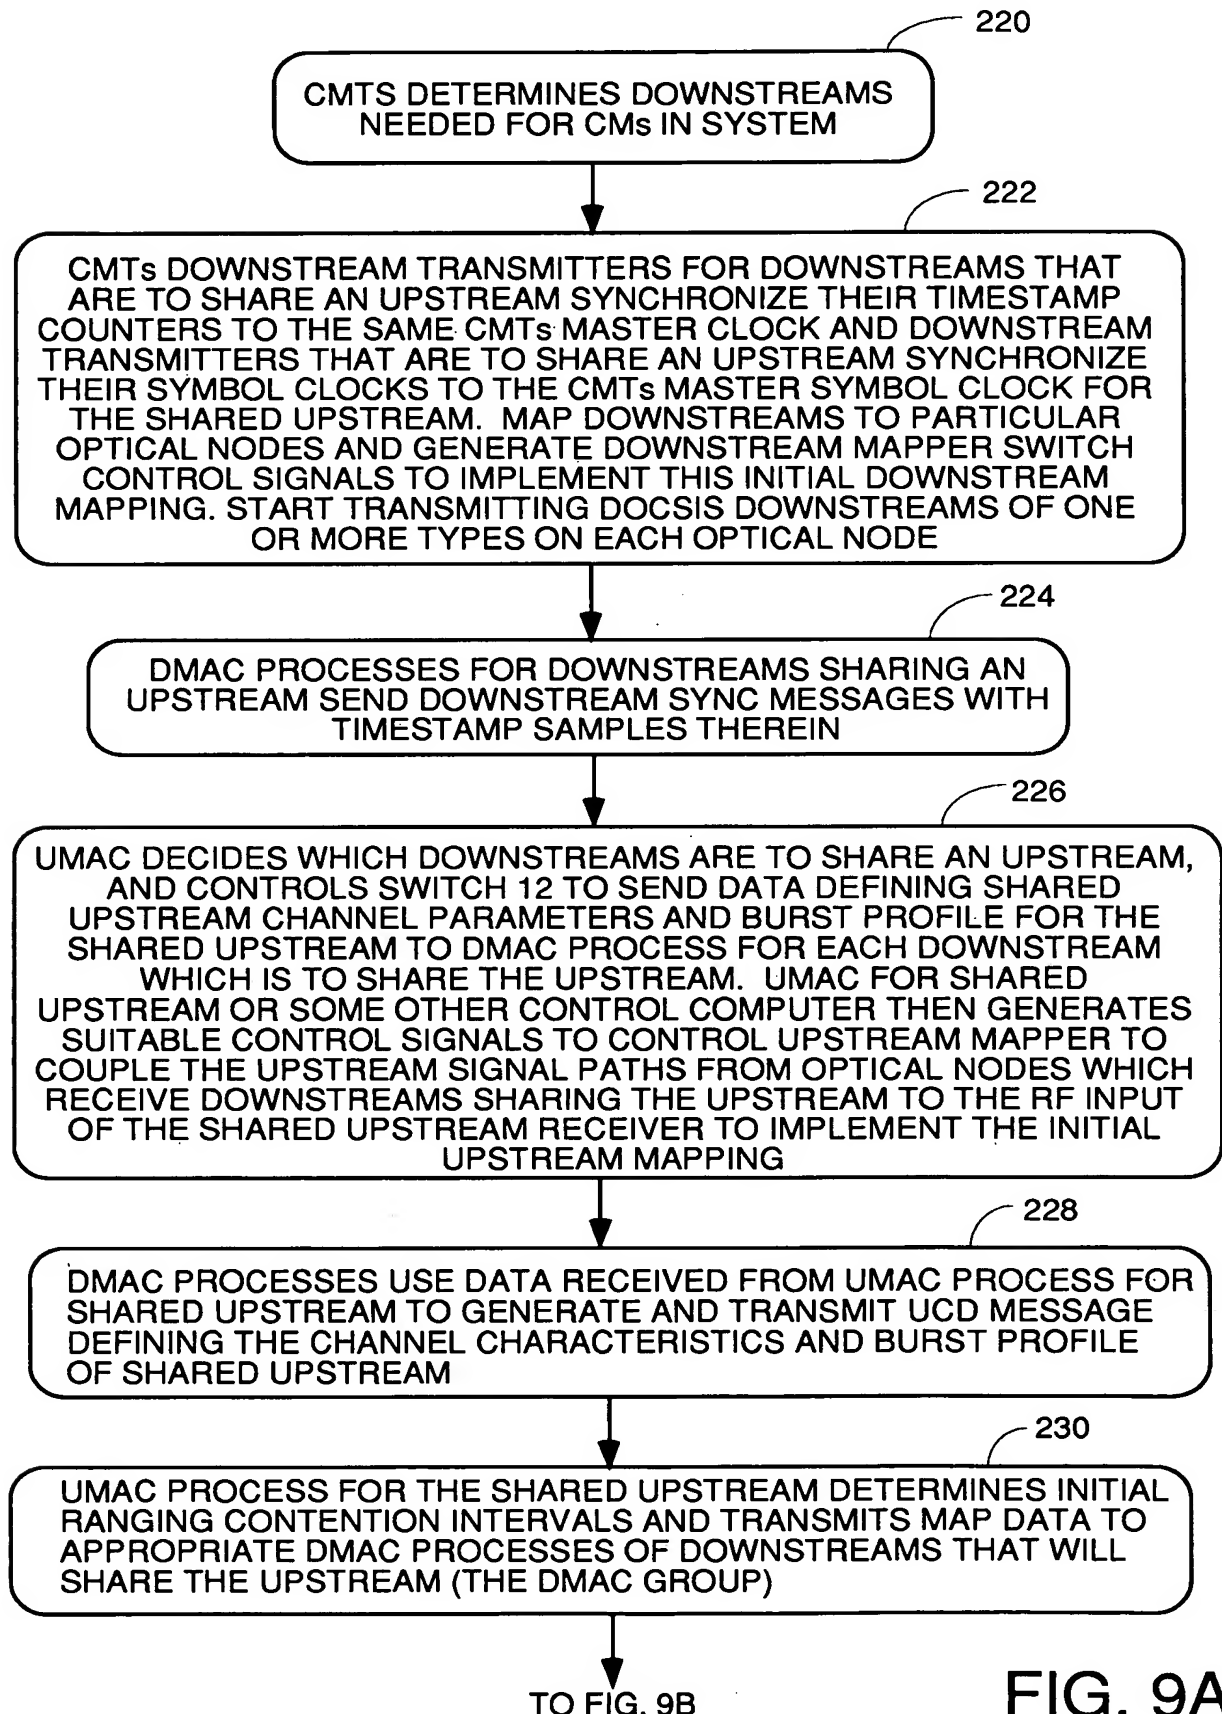 220
CMTS DETERMINES DOWNSTREAMS
NEEDED FOR CMs IN SYSTEM
222
CMTs DOWNSTREAM TRANSMITTERS FOR DOWNSTREAMS THAT
ARE TO SHARE AN UPSTREAM SYNCHRONIZE THEIR TIMESTAMP
COUNTERS TO THE SAME CMTs MASTER CLOCK AND DOWNSTREAM
TRANSMITTERS THAT ARE TO SHARE AN UPSTREAM SYNCHRONIZE
THEIR SYMBOL CLOCKS TO THE CMTs MASTER SYMBOL CLOCK FOR
THE SHARED UPSTREAM. MAP DOWNSTREAMS TO PARTICULAR
OPTICAL NODES AND GENERATE DOWNSTREAM MAPPER SWITCH
CONTROL SIGNALS TO IMPLEMENT THIS INITIAL DOWNSTREAM
MAPPING. START TRANSMITTING DOCSIS DOWNSTREAMS OF ONE
OR MORE TYPES ON EACH OPTICAL NODE
224
DMAC PROCESSES FOR DOWNSTREAMS SHARING AN
UPSTREAM SEND DOWNSTREAM SYNC MESSAGES WITH
TIMESTAMP SAMPLES THEREIN
226
UMAC DECIDES WHICH DOWNSTREAMS ARE TO SHARE AN UPSTREAM,
AND CONTROLS SWITCH 12 TO SEND DATA DEFINING SHARED
UPSTREAM CHANNEL PARAMETERS AND BURST PROFILE FOR THE
SHARED UPSTREAM TO DMAC PROCESS FOR EACH DOWNSTREAM
WHICH IS TO SHARE THE UPSTREAM. UMAC FOR SHARED
UPSTREAM OR SOME OTHER CONTROL COMPUTER THEN GENERATES
SUITABLE CONTROL SIGNALS TO CONTROL UPSTREAM MAPPER TO
COUPLE THE UPSTREAM SIGNAL PATHS FROM OPTICAL NODES WHICH
RECEIVE DOWNSTREAMS SHARING THE UPSTREAM TO THE RF INPUT
OF THE SHARED UPSTREAM RECEIVER TO IMPLEMENT THE INITIAL
UPSTREAM MAPPING
228
DMAC PROCESSES USE DATA RECEIVED FROM UMAC PROCESS FOR
SHARED UPSTREAM TO GENERATE AND TRANSMIT UCD MESSAGE
DEFINING THE CHANNEL CHARACTERISTICS AND BURST PROFILE
OF SHARED UPSTREAM
230
UMAC PROCESS FOR THE SHARED UPSTREAM DETERMINES INITIAL
RANGING CONTENTION INTERVALS AND TRANSMITS MAP DATA TO
APPROPRIATE DMAC PROCESSES OF DOWNSTREAMS THAT WILL
SHARE THE UPSTREAM (THE DMAC GROUP)
TO FIG. 9B
FIG. 9A